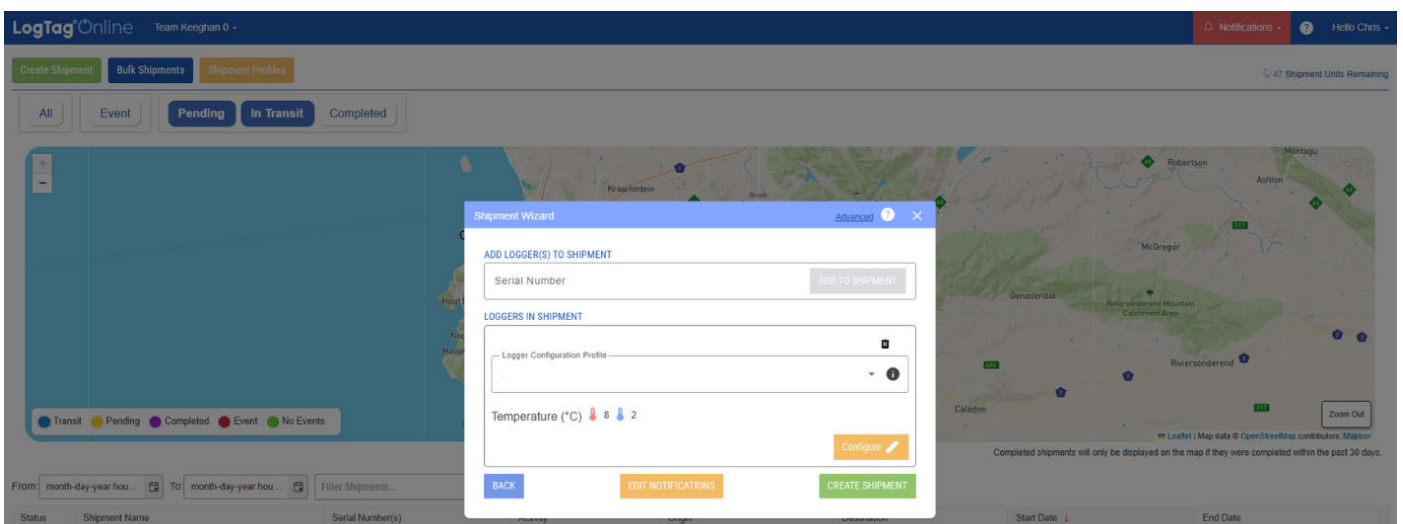 LogTag®Online Team Keeghan 0 Notifications ? Hello Chris
Create Shipment Bulk Shipments Shipment Profiles 47 Shipment Units Remaining
All Event Pending In Transit Completed
+
−
Kraaifontein
Robertson
Montagu
Ashton
McGregor
Genadendal
Riviersonderend Mountain
Catchment Area
Riviersonderend
Caledon
Hout
Shipment Wizard Advanced ? ×
ADD LOGGER(S) TO SHIPMENT
Serial Number ADD TO SHIPMENT
LOGGERS IN SHIPMENT
Logger Configuration Profile
Temperature (°C) 8 2
Configure
BACK EDIT NOTIFICATIONS CREATE SHIPMENT
Transit Pending Completed Event No Events
Zoom Out
Leaflet | Map data © OpenStreetMap contributors, Mapbox
Completed shipments will only be displayed on the map if they were completed within the past 30 days.
From: month-day-year hou... To: month-day-year hou... Filter Shipments...
Status Shipment Name Serial Number(s) Activity Origin Destination Start Date ↓ End Date